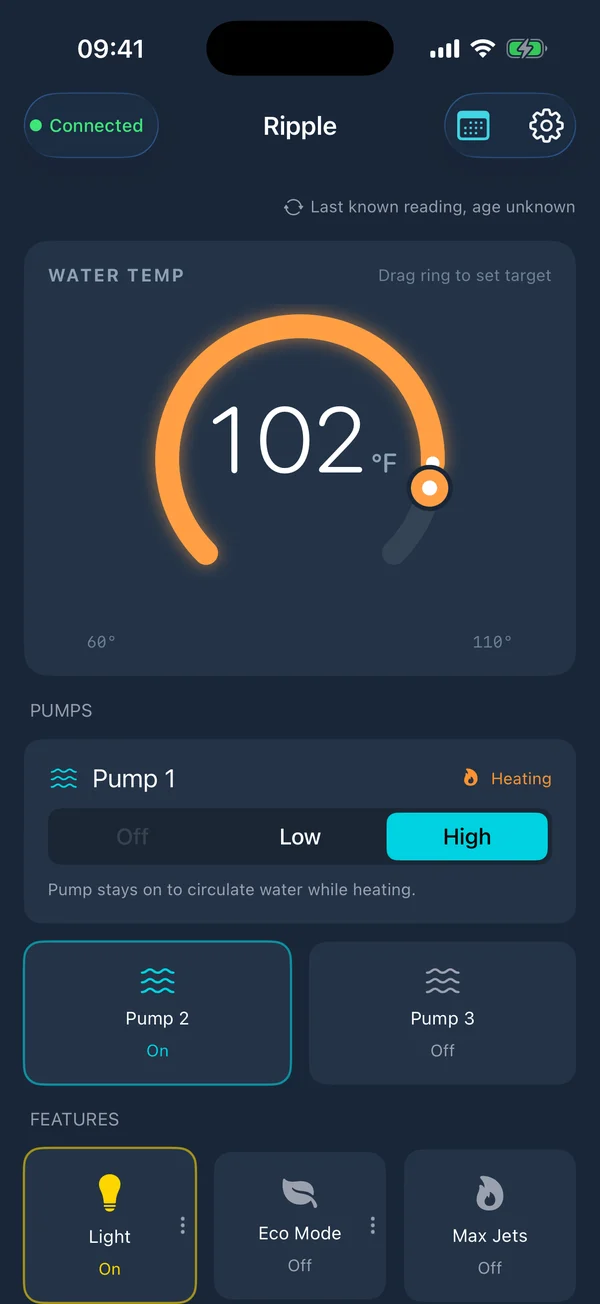 09:41
Connected
Ripple
Last known reading, age unknown
WATER TEMP
Drag ring to set target
102 °F
60°
110°
PUMPS
Pump 1
Heating
Off
Low
High
Pump stays on to circulate water while heating.
Pump 2
On
Pump 3
Off
FEATURES
Light
On
Eco Mode
Off
Max Jets
Off